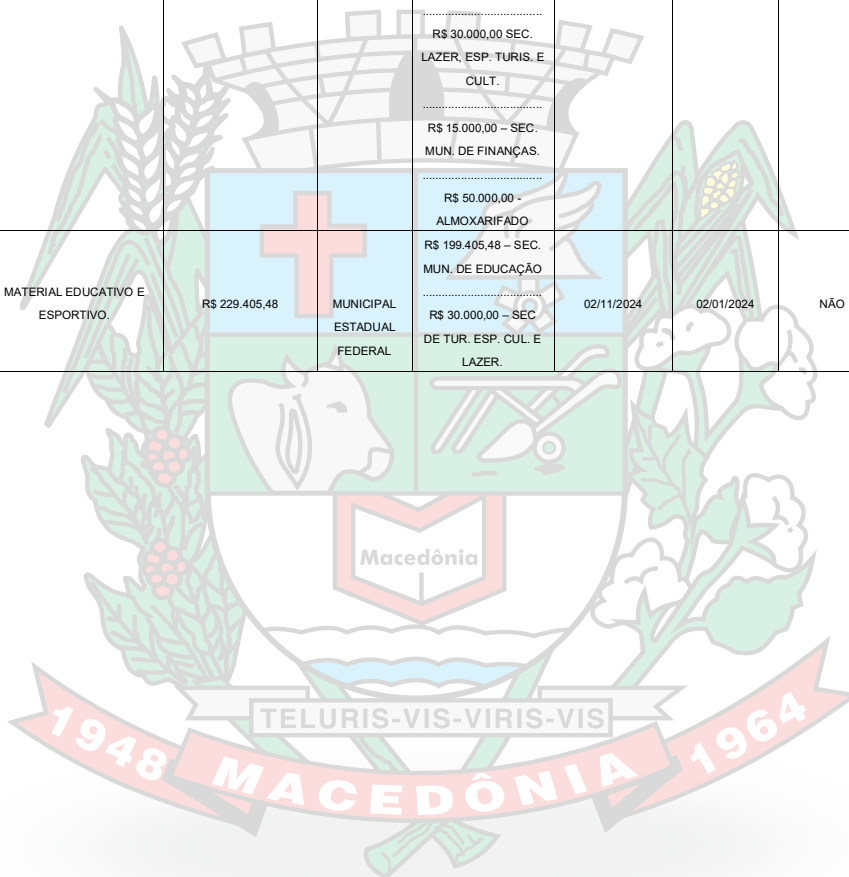 ....................................
R$ 30.000,00 SEC.
LAZER, ESP. TURIS. E
CULT.
....................................
R$ 15.000,00 – SEC.
MUN. DE FINANÇAS.
....................................
R$ 50.000,00 -
ALMOXARIFADO
MATERIAL EDUCATIVO E
ESPORTIVO.
R$ 229.405,48
MUNICIPAL
ESTADUAL
FEDERAL
R$ 199.405,48 – SEC.
MUN. DE EDUCAÇÃO
....................................
R$ 30.000,00 – SEC
DE TUR. ESP. CUL. E
LAZER.
02/11/2024
02/01/2024
NÃO
Macedônia
TELURIS-VIS-VIRIS-VIS
1948
MACEDÔNIA
1964